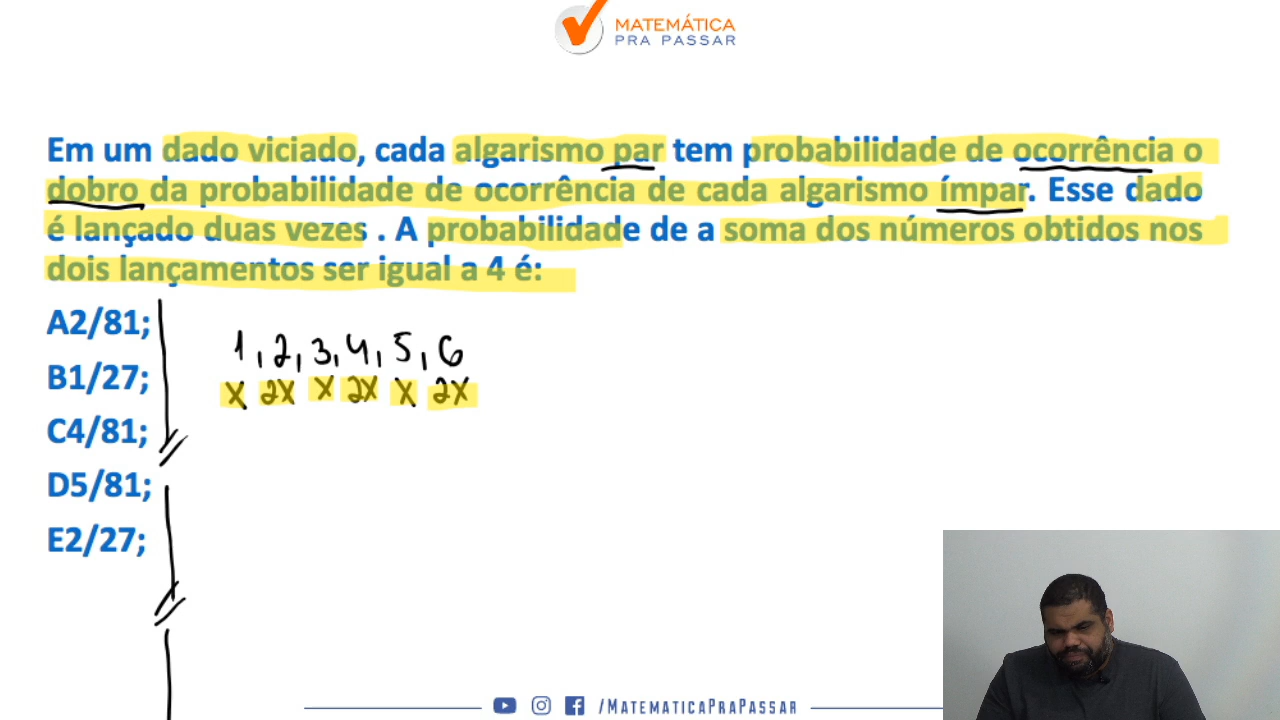 MATEMÁTICA
PRA PASSAR
Em um dado viciado, cada algarismo par tem probabilidade de ocorrência o
dobro da probabilidade de ocorrência de cada algarismo ímpar. Esse dado
é lançado duas vezes . A probabilidade de a soma dos números obtidos nos
dois lançamentos ser igual a 4 é:
A2/81;
B1/27;
C4/81;
D5/81;
E2/27;
1, 2, 3, 4, 5, 6
X 2X X 2X X 2X
/MATEMATICAPRAPASSAR